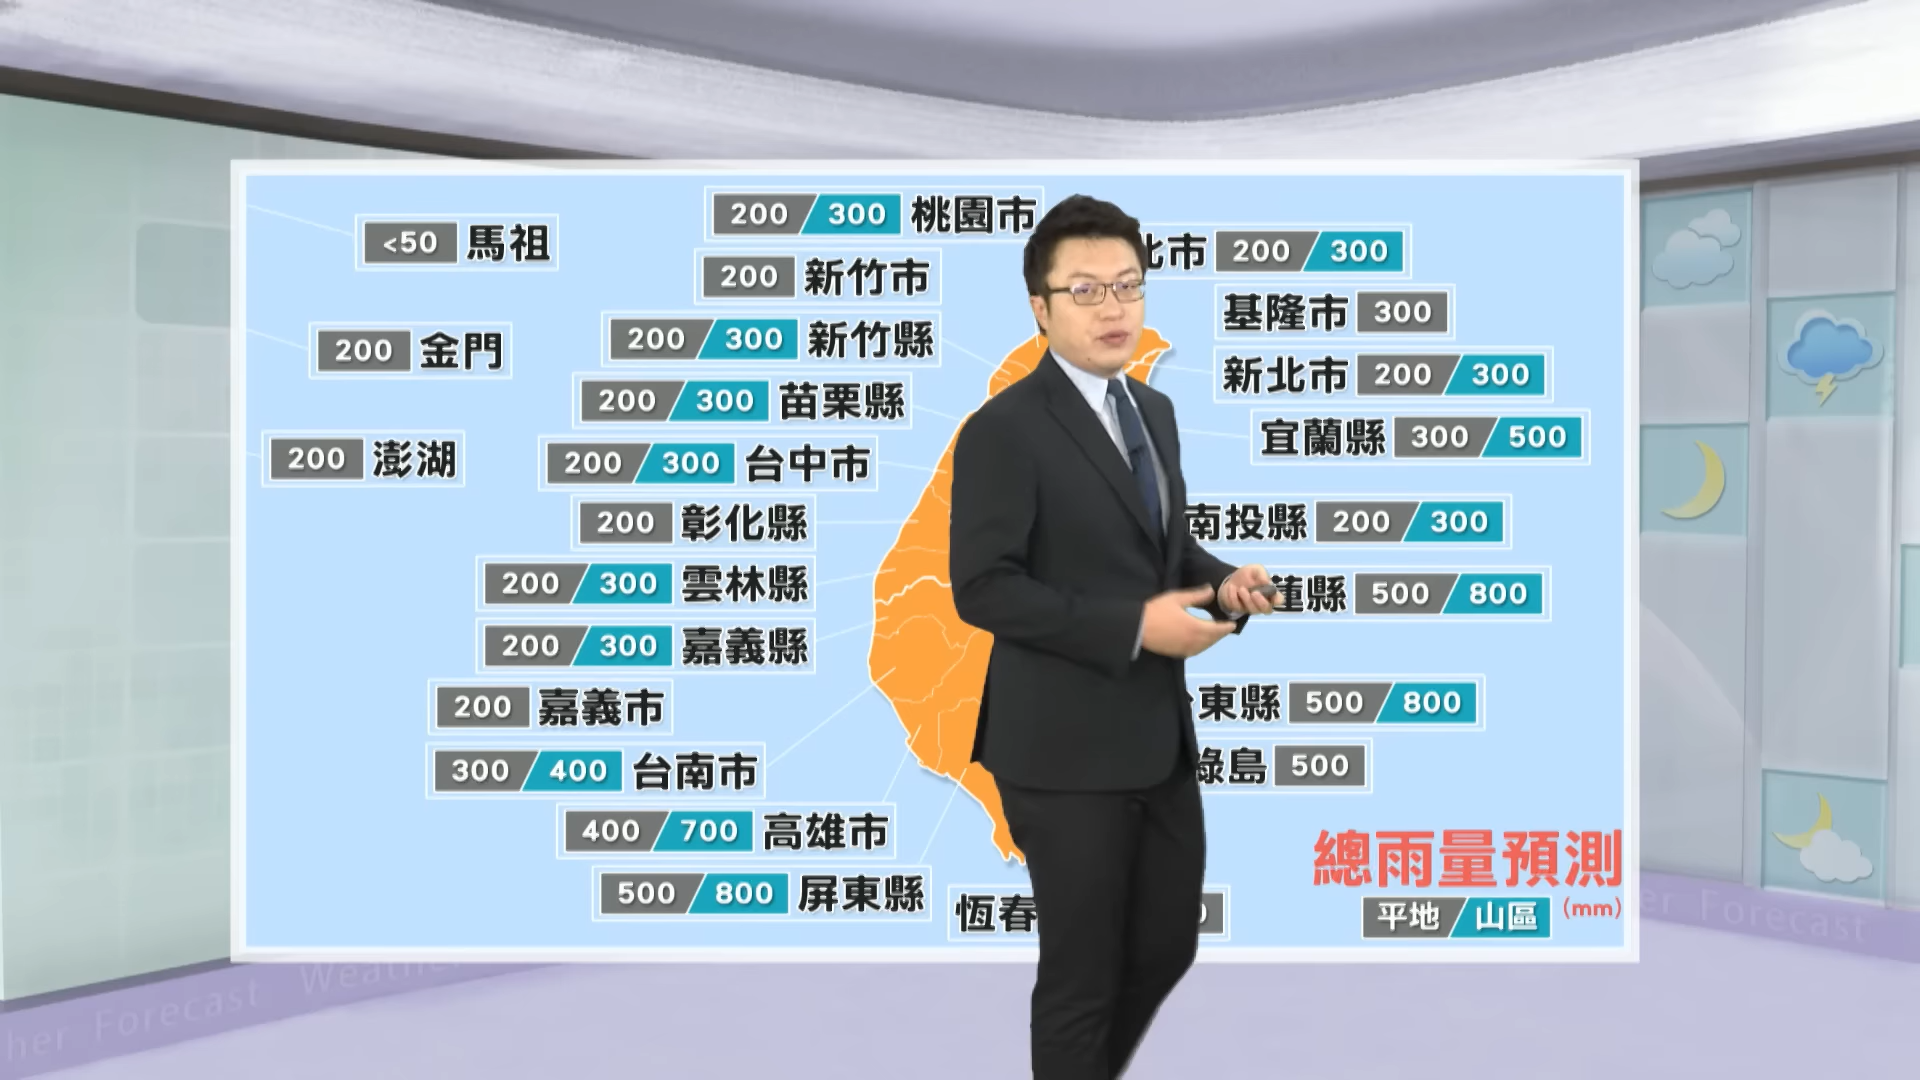 <50 馬祖
200 金門
200 澎湖
200 300 桃園市
200 新竹市
200 300 新竹縣
200 300 苗栗縣
200 300 台中市
200 彰化縣
200 300 雲林縣
200 300 嘉義縣
200 嘉義市
300 400 台南市
400 700 高雄市
500 800 屏東縣
恆春
北市 200 300
基隆市 300
新北市 200 300
宜蘭縣 300 500
南投縣 200 300
蓮縣 500 800
東縣 500 800
綠島 500
總雨量預測
平地 山區 (mm)
her Forecast Weather
her Forecast